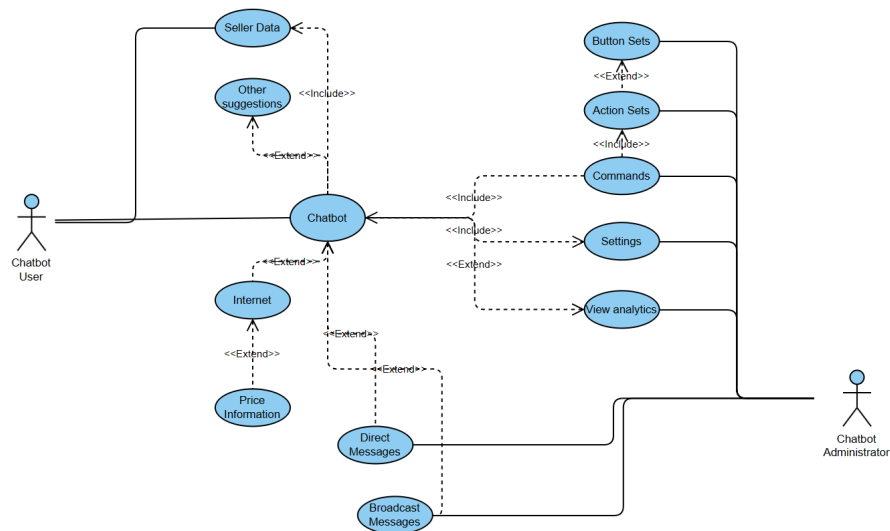 Seller Data
Button Sets
<<Extend>>
Other
suggestions
<<Include>>
Action Sets
<<Include>>
<<Extend>>
Commands
<<Include>>
Chatbot
<<Include>>
Settings
Chatbot
User
<<Extend>>
<<Extend>>
Internet
View analytics
<<Extend>>
<<Extend>>
<<Extend>>
Price
Information
Direct
Messages
Chatbot
Administrator
Broadcast
Messages